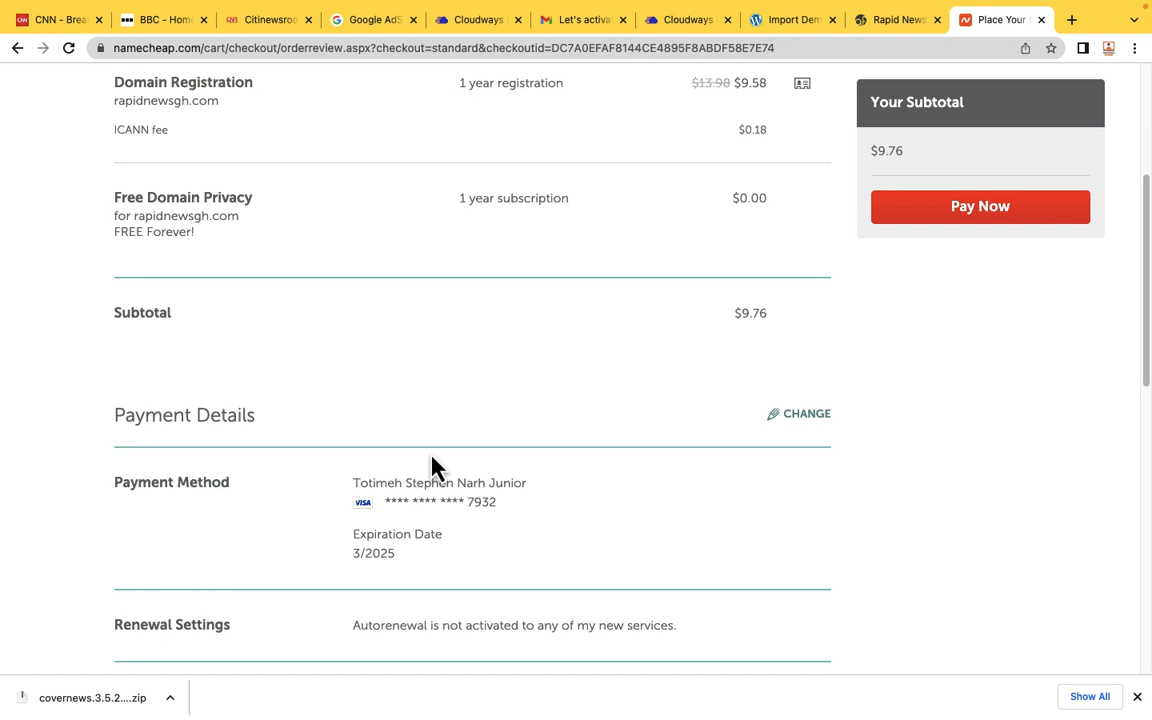 CNN - Brea
BBC - Hom
Citinewsroo
Google AdS
Cloudways
Let's activa
Cloudways
Import Dem
Rapid News
Place Your
namecheap.com/cart/checkout/orderreview.aspx?checkout=standard&checkoutid=DC7A0EFAF8144CE4895F8ABDF58E7E74
Domain Registration
1 year registration
$13.98 $9.58
rapidnewsgh.com
ICANN fee
$0.18
Free Domain Privacy
1 year subscription
$0.00
for rapidnewsgh.com
FREE Forever!
Subtotal
$9.76
Your Subtotal
$9.76
Pay Now
Payment Details
CHANGE
Payment Method
Totimeh Stephen Narh Junior
VISA **** **** **** 7932
Expiration Date
3/2025
Renewal Settings
Autorenewal is not activated to any of my new services.
covernews.3.5.2....zip
Show All